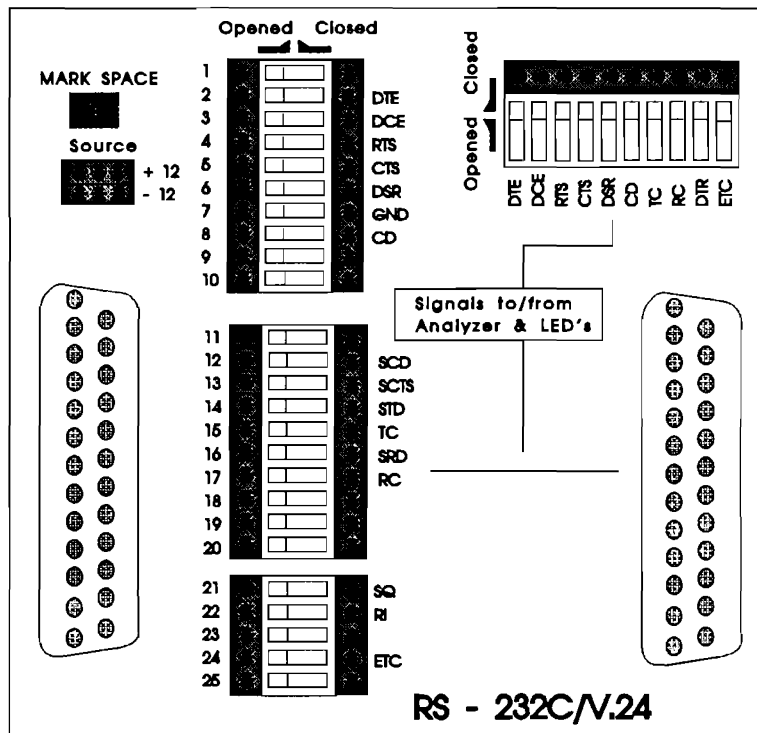 Opened Closed
MARK SPACE
Source
+ 12
- 12
1
2 DTE
3 DCE
4 RTS
5 CTS
6 DSR
7 GND
8 CD
9
10
11
12 SCD
13 SCTS
14 STD
15 TC
16 SRD
17 RC
18
19
20
21 SQ
22 RI
23
24 ETC
25
Opened Closed
DTE DCE RTS CTS DSR CD TC RC DTR ETC
Signals to/from
Analyzer & LED's
RS - 232C/V.24